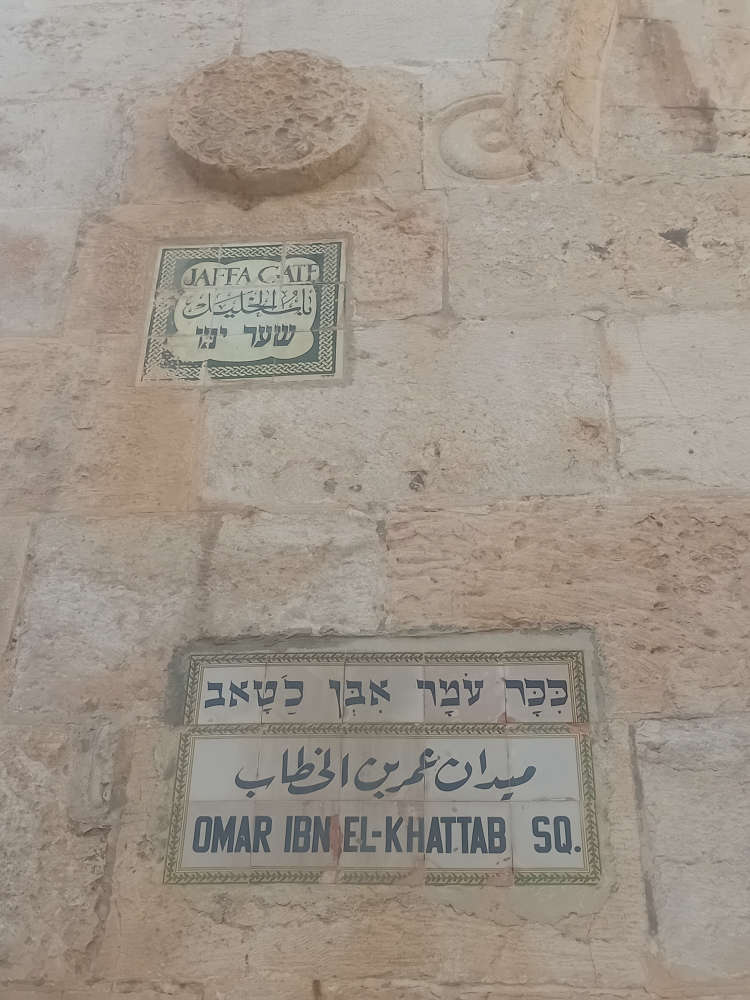 JAFFA GATE
باب الخليل
שער יפו
כִּכָּר עֹמָר אִבְּן כַטָאבּ
ميدان عمر بن الخطاب
OMAR IBN EL-KHATTAB SQ.